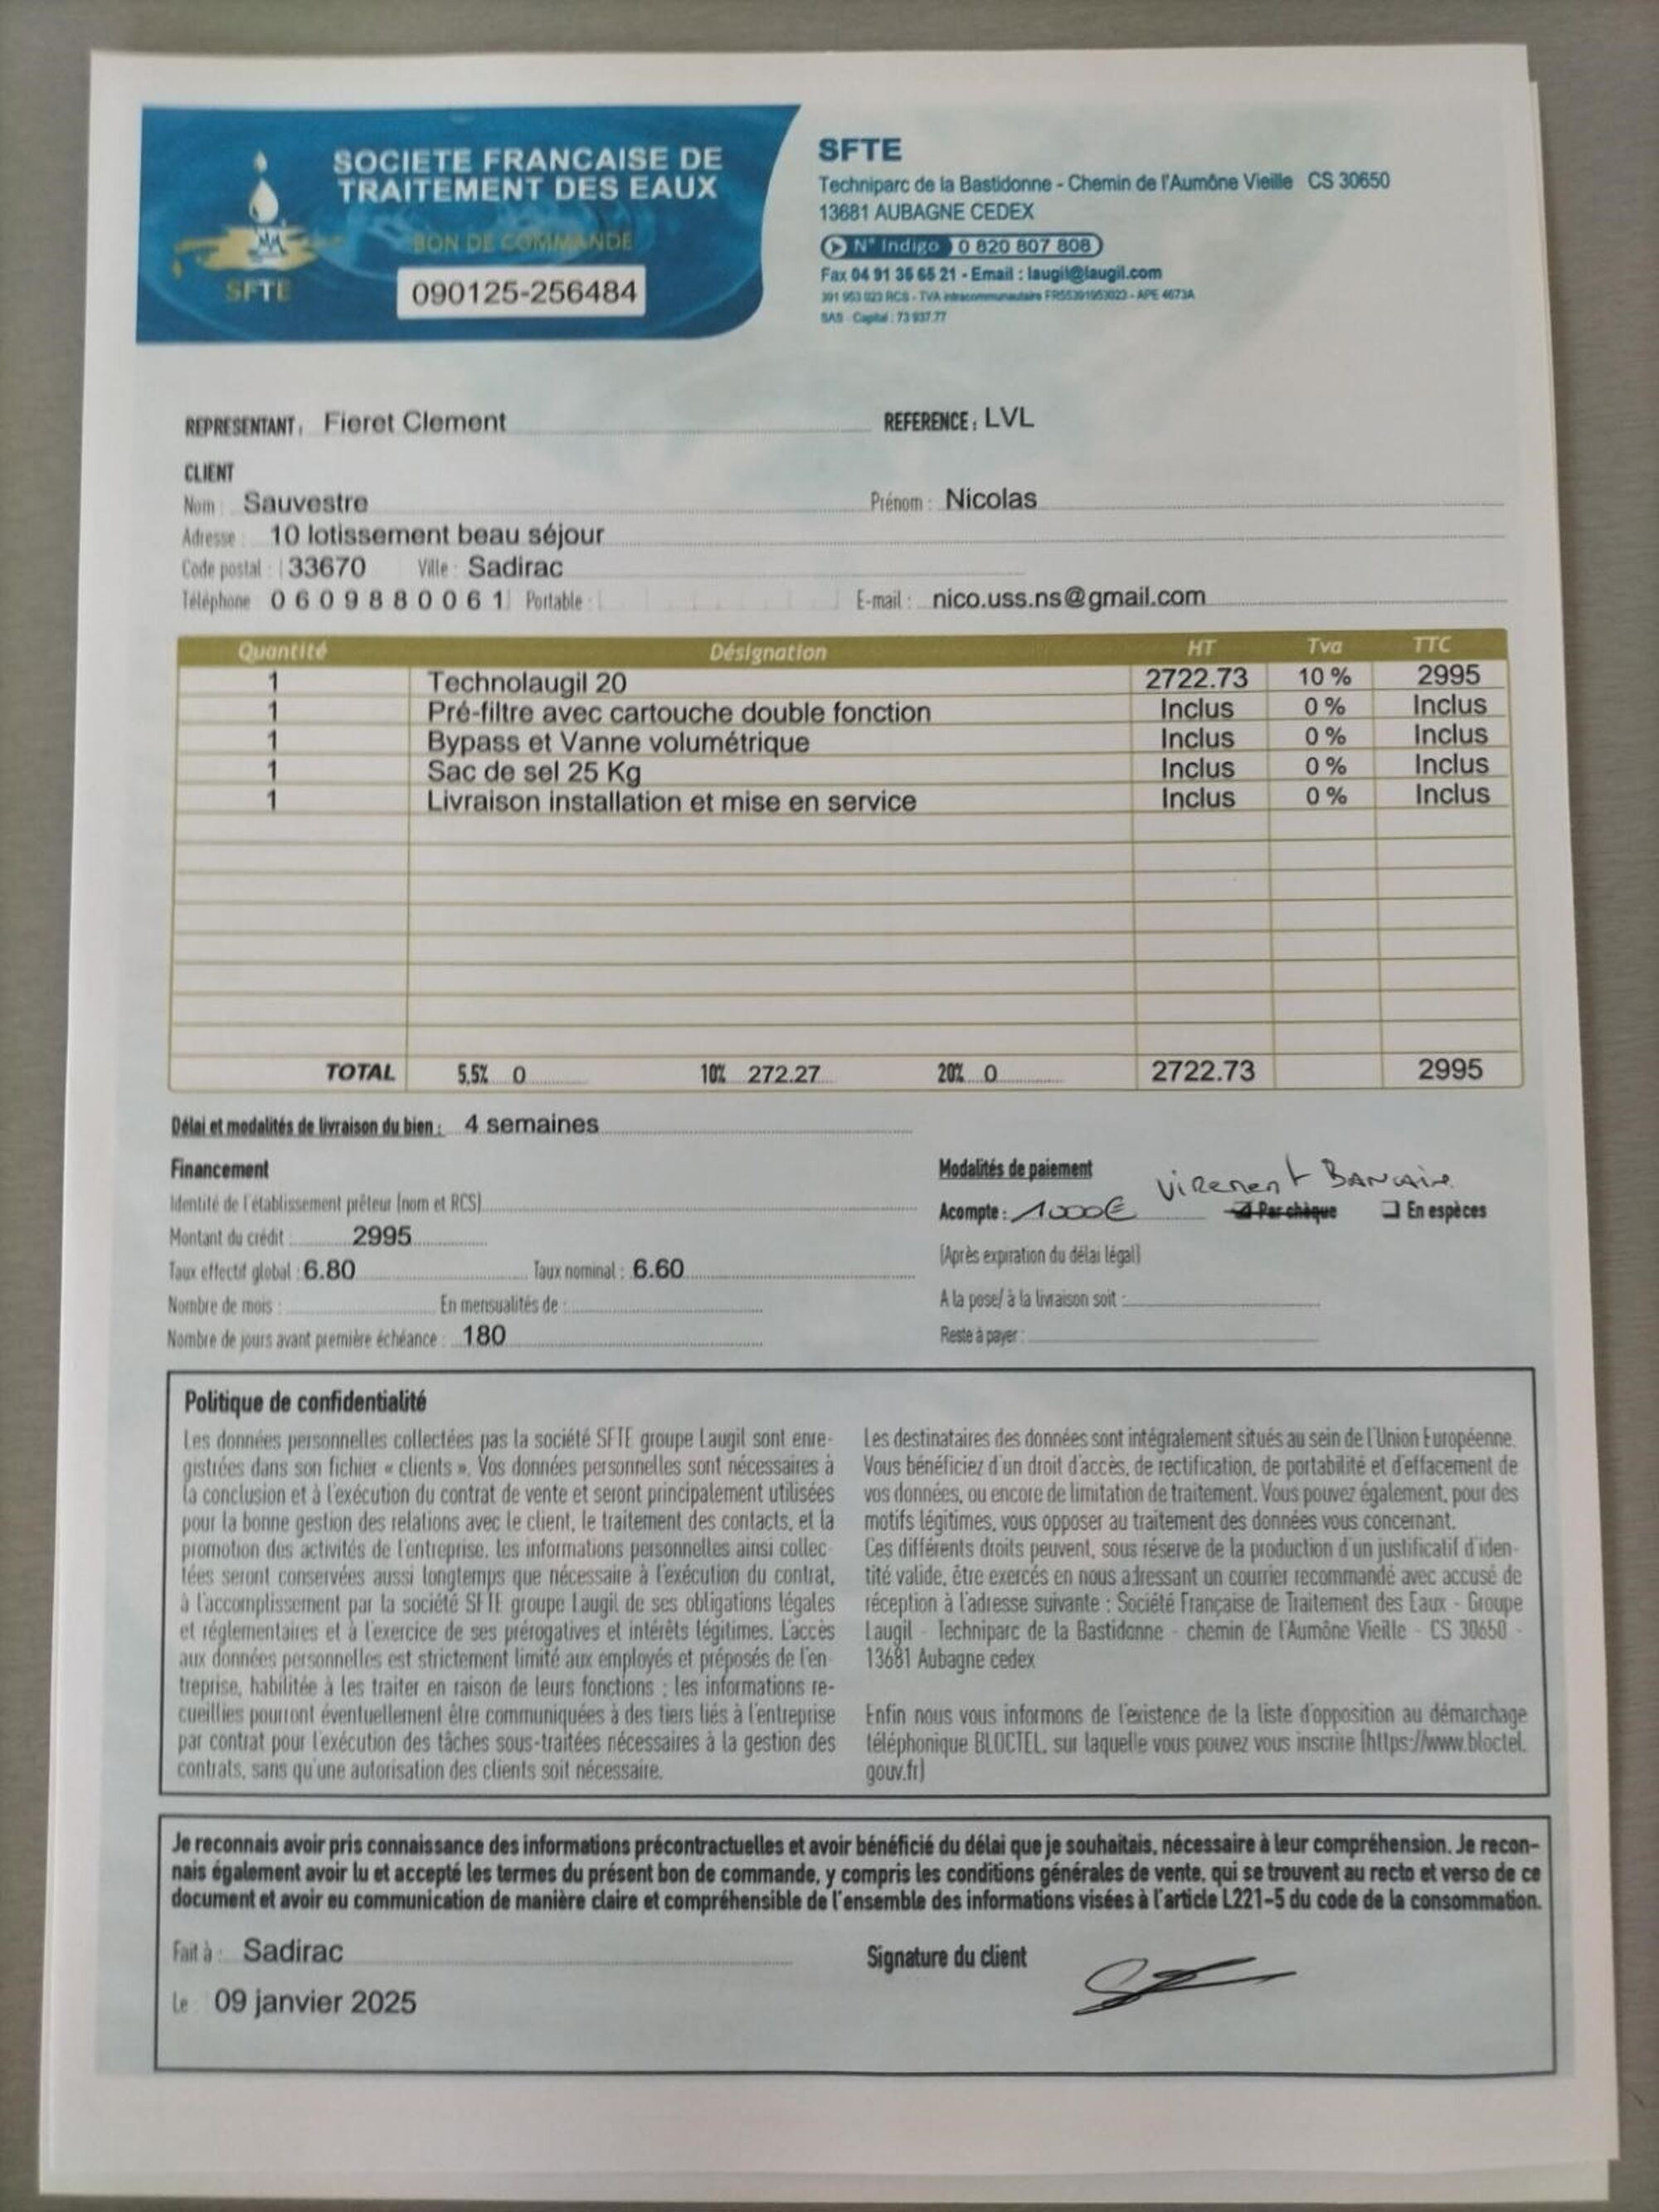 SOCIETE FRANCAISE DE
TRAITEMENT DES EAUX
BON DE COMMANDE
SFTE
090125-256484
SFTE
Techniparc de la Bastidonne - Chemin de l'Aumône Vieille CS 30650
13681 AUBAGNE CEDEX
N° Indigo 0 820 807 808
Fax 04 91 35 65 21 - Email : laugil@laugil.com
391 953 023 RCS - TVA intracommunautaire FR55391953023 - APE 4673A
SAS - Capital : 73 937.77
REPRESENTANT : Fieret Clement REFERENCE : LVL
CLIENT
Nom : Sauvestre Prénom : Nicolas
Adresse : 10 lotissement beau séjour
Code postal : 33670 Ville : Sadirac
Téléphone 0 6 0 9 8 8 0 0 6 1 Portable : E-mail : nico.uss.ns@gmail.com
Quantité Désignation HT Tva TTC
1 Technolaugil 20 2722.73 10 % 2995
1 Pré-filtre avec cartouche double fonction Inclus 0 % Inclus
1 Bypass et Vanne volumétrique Inclus 0 % Inclus
1 Sac de sel 25 Kg Inclus 0 % Inclus
1 Livraison installation et mise en service Inclus 0 % Inclus
TOTAL 5,5% 0 10% 272.27 20% 0 2722.73 2995
Délai et modalités de livraison du bien : 4 semaines
Financement
Identité de l'établissement prêteur (nom et RCS)
Montant du crédit : 2995
Taux effectif global : 6.80 Taux nominal : 6.60
Nombre de mois : En mensualités de :
Nombre de jours avant première échéance : 180
Modalités de paiement
Virement Bancaire
Acompte : 1000€ Par chèque En espèces
(Après expiration du délai légal)
A la pose/ à la livraison soit :
Reste à payer :
Politique de confidentialité
Les données personnelles collectées pas la société SFTE groupe Laugil sont enre-
gistrées dans son fichier « clients ». Vos données personnelles sont nécessaires à
la conclusion et à l'exécution du contrat de vente et seront principalement utilisées
pour la bonne gestion des relations avec le client, le traitement des contacts, et la
promotion des activités de l'entreprise. les informations personnelles ainsi collec-
tées seront conservées aussi longtemps que nécessaire à l'exécution du contrat,
à l'accomplissement par la société SFTE groupe Laugil de ses obligations légales
et réglementaires et à l'exercice de ses prérogatives et intérêts légitimes. L'accès
aux données personnelles est strictement limité aux employés et préposés de l'en-
treprise, habilitée à les traiter en raison de leurs fonctions ; les informations re-
cueillies pourront éventuellement être communiquées à des tiers liés à l'entreprise
par contrat pour l'exécution des tâches sous-traitées nécessaires à la gestion des
contrats, sans qu'une autorisation des clients soit nécessaire.
Les destinataires des données sont intégralement situés au sein de l'Union Européenne.
Vous bénéficiez d'un droit d'accès, de rectification, de portabilité et d'effacement de
vos données, ou encore de limitation de traitement. Vous pouvez également, pour des
motifs légitimes, vous opposer au traitement des données vous concernant.
Ces différents droits peuvent, sous réserve de la production d'un justificatif d'iden-
tité valide, être exercés en nous adressant un courrier recommandé avec accusé de
réception à l'adresse suivante : Société Française de Traitement des Eaux - Groupe
Laugil - Techniparc de la Bastidonne - chemin de l'Aumône Vieille - CS 30650 -
13681 Aubagne cedex
Enfin nous vous informons de l'existence de la liste d'opposition au démarchage
téléphonique BLOCTEL, sur laquelle vous pouvez vous inscrire (https://www.bloctel.
gouv.fr)
Je reconnais avoir pris connaissance des informations précontractuelles et avoir bénéficié du délai que je souhaitais, nécessaire à leur compréhension. Je recon-
nais également avoir lu et accepté les termes du présent bon de commande, y compris les conditions générales de vente, qui se trouvent au recto et verso de ce
document et avoir eu communication de manière claire et compréhensible de l'ensemble des informations visées à l'article L221-5 du code de la consommation.
Fait à : Sadirac Signature du client
Le : 09 janvier 2025